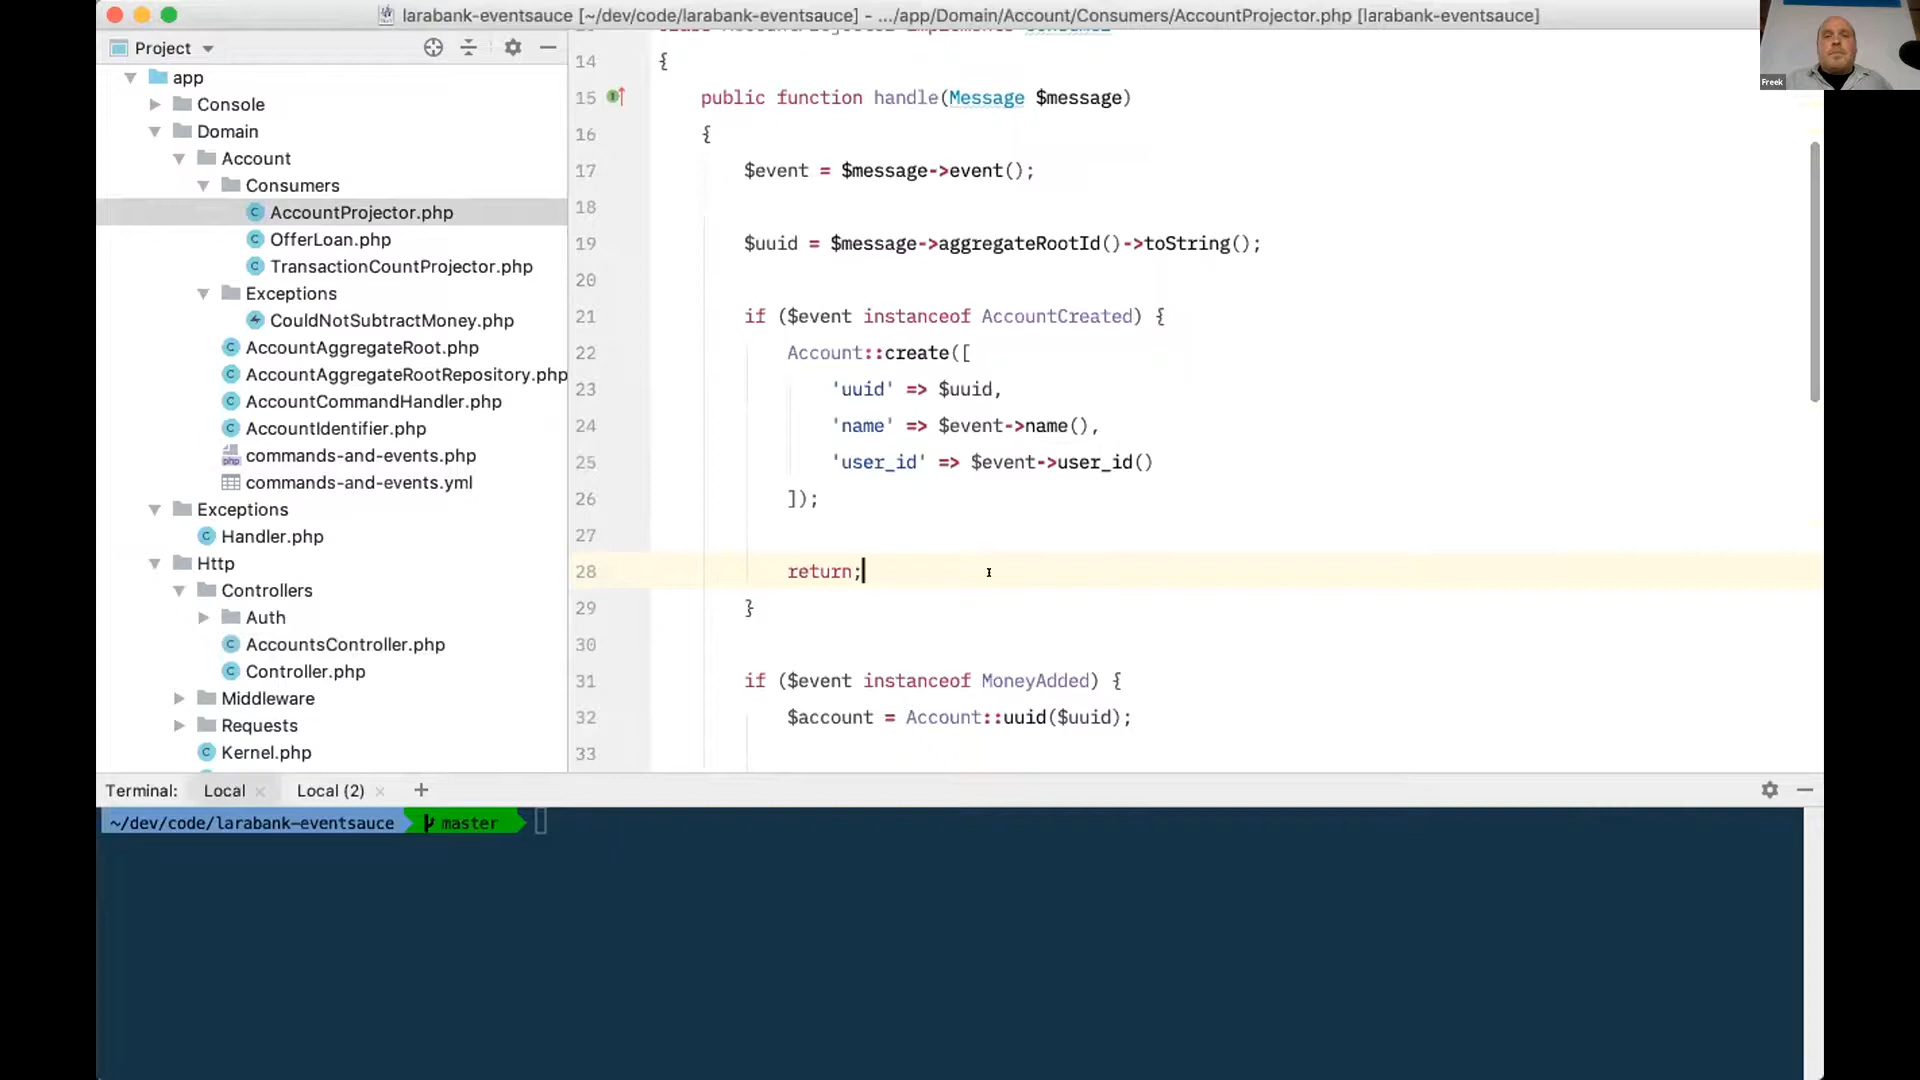 larabank-eventsauce [~/dev/code/larabank-eventsauce] - .../app/Domain/Account/Consumers/AccountProjector.php [larabank-eventsauce]
Freek
Project
app
Console
Domain
Account
Consumers
AccountProjector.php
OfferLoan.php
TransactionCountProjector.php
Exceptions
CouldNotSubtractMoney.php
AccountAggregateRoot.php
AccountAggregateRootRepository.php
AccountCommandHandler.php
AccountIdentifier.php
commands-and-events.php
commands-and-events.yml
Exceptions
Handler.php
Http
Controllers
Auth
AccountsController.php
Controller.php
Middleware
Requests
Kernel.php
14 {
15 public function handle(Message $message)
16 {
17 $event = $message->event();
18
19 $uuid = $message->aggregateRootId()->toString();
20
21 if ($event instanceof AccountCreated) {
22 Account::create([
23 'uuid' => $uuid,
24 'name' => $event->name(),
25 'user_id' => $event->user_id()
26 ]);
27
28 return;
29 }
30
31 if ($event instanceof MoneyAdded) {
32 $account = Account::uuid($uuid);
33
Terminal: Local × Local (2) × +
~/dev/code/larabank-eventsauce master